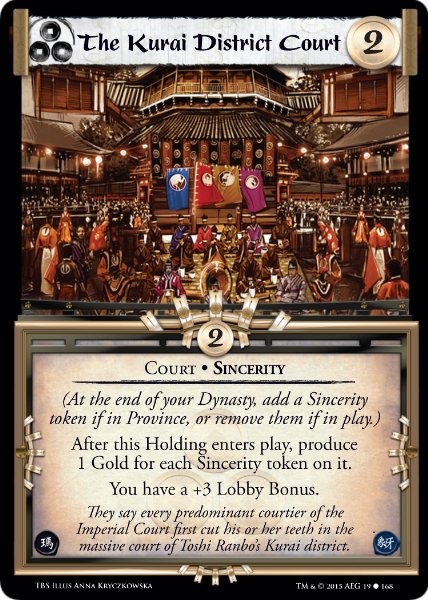 The Kurai District Court
2
2
Court • Sincerity
(At the end of your Dynasty, add a Sincerity
token if in Province, or remove them if in play.)
After this Holding enters play, produce
1 Gold for each Sincerity token on it.
You have a +3 Lobby Bonus.
They say every predominant courtier of the
Imperial Court first cut his or her teeth in the
massive court of Toshi Ranbo's Kurai district.
TBS Illus Anna Kryczkowska
TM & © 2015 AEG 19 ● 168